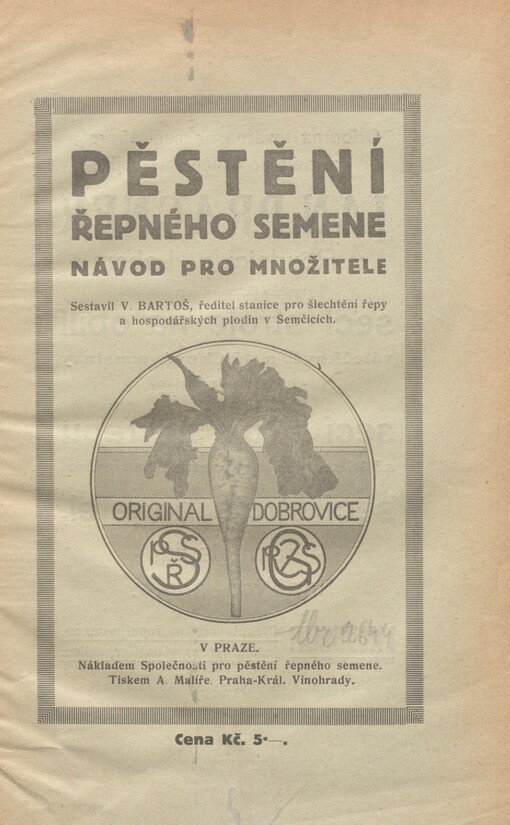 PĚSTĚNÍ
ŘEPNÉHO SEMENE
NÁVOD PRO MNOŽITELE
Sestavil V. BARTOŠ, ředitel stanice pro šlechtění řepy
a hospodářských plodin v Semčicích.
ORIGINAL DOBROVICE
V PRAZE.
Nákladem Společnosti pro pěstění řepného semene.
Tiskem A. Malíře, Praha-Král. Vinohrady.
Cena Kč. 5·—.